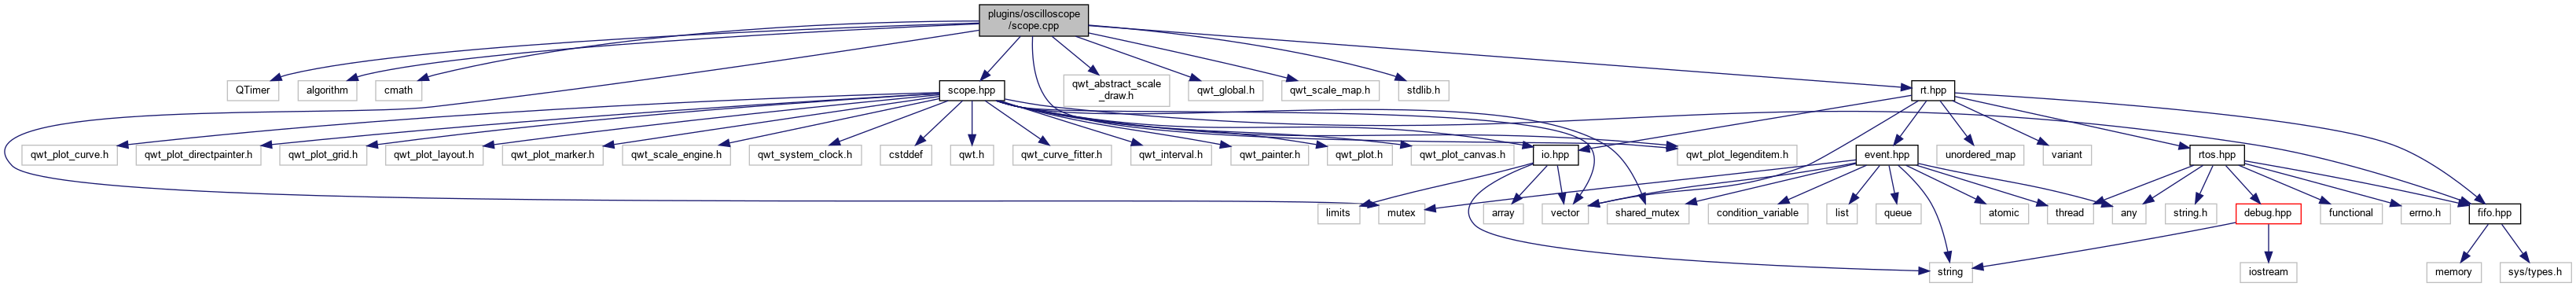 plugins/oscilloscope
/scope.cpp
QTimer
algorithm
cmath
scope.hpp
qwt_abstract_scale
_draw.h
qwt_global.h
qwt_scale_map.h
stdlib.h
rt.hpp
qwt_plot_curve.h
qwt_plot_directpainter.h
qwt_plot_grid.h
qwt_plot_layout.h
qwt_plot_marker.h
qwt_scale_engine.h
qwt_system_clock.h
cstddef
qwt.h
qwt_curve_fitter.h
qwt_interval.h
qwt_painter.h
qwt_plot.h
qwt_plot_canvas.h
io.hpp
qwt_plot_legenditem.h
event.hpp
unordered_map
variant
rtos.hpp
limits
mutex
array
vector
shared_mutex
condition_variable
list
queue
atomic
thread
any
string.h
debug.hpp
functional
errno.h
fifo.hpp
string
iostream
memory
sys/types.h